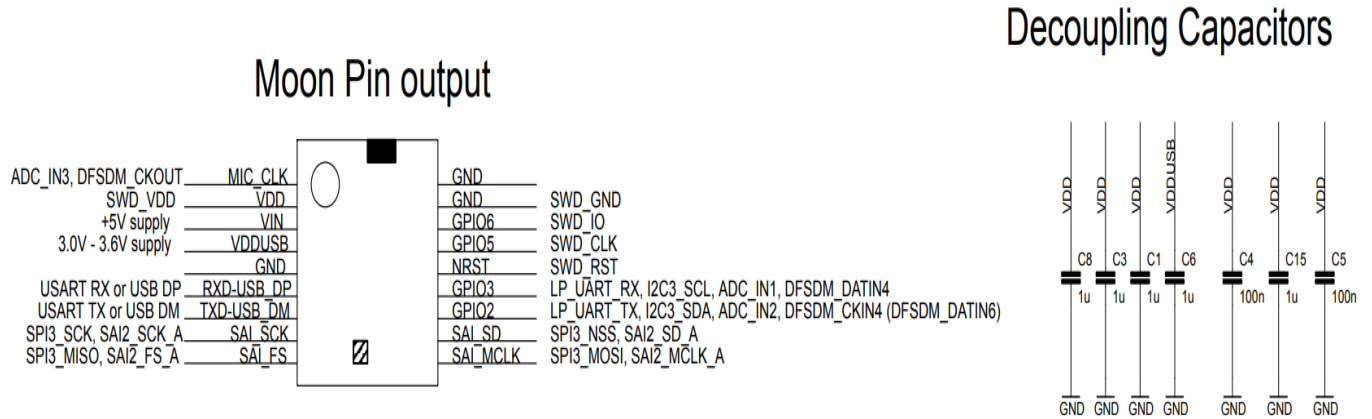 Decoupling Capacitors
Moon Pin output
ADC_IN3, DFSDM_CKOUT MIC_CLK GND
SWD_VDD VDD GND SWD_GND
+5V supply VIN GPIO6 SWD_IO
3.0V - 3.6V supply VDDUSB GPIO5 SWD_CLK
GND NRST SWD_RST
USART RX or USB DP RXD-USB_DP GPIO3 LP_UART_RX, I2C3_SCL, ADC_IN1, DFSDM_DATIN4
USART TX or USB DM TXD-USB_DM GPIO2 LP_UART_TX, I2C3_SDA, ADC_IN2, DFSDM_CKIN4 (DFSDM_DATIN6)
SPI3_SCK, SAI2_SCK_A SAI_SCK SAI_SD SPI3_NSS, SAI2_SD_A
SPI3_MISO, SAI2_FS_A SAI_FS SAI_MCLK SPI3_MOSI, SAI2_MCLK_A
VDD VDD VDD VDDUSB VDD VDD VDD
C8 C3 C1 C6 C4 C15 C5
1u 1u 1u 1u 100n 1u 100n
GND GND GND GND GND GND GND